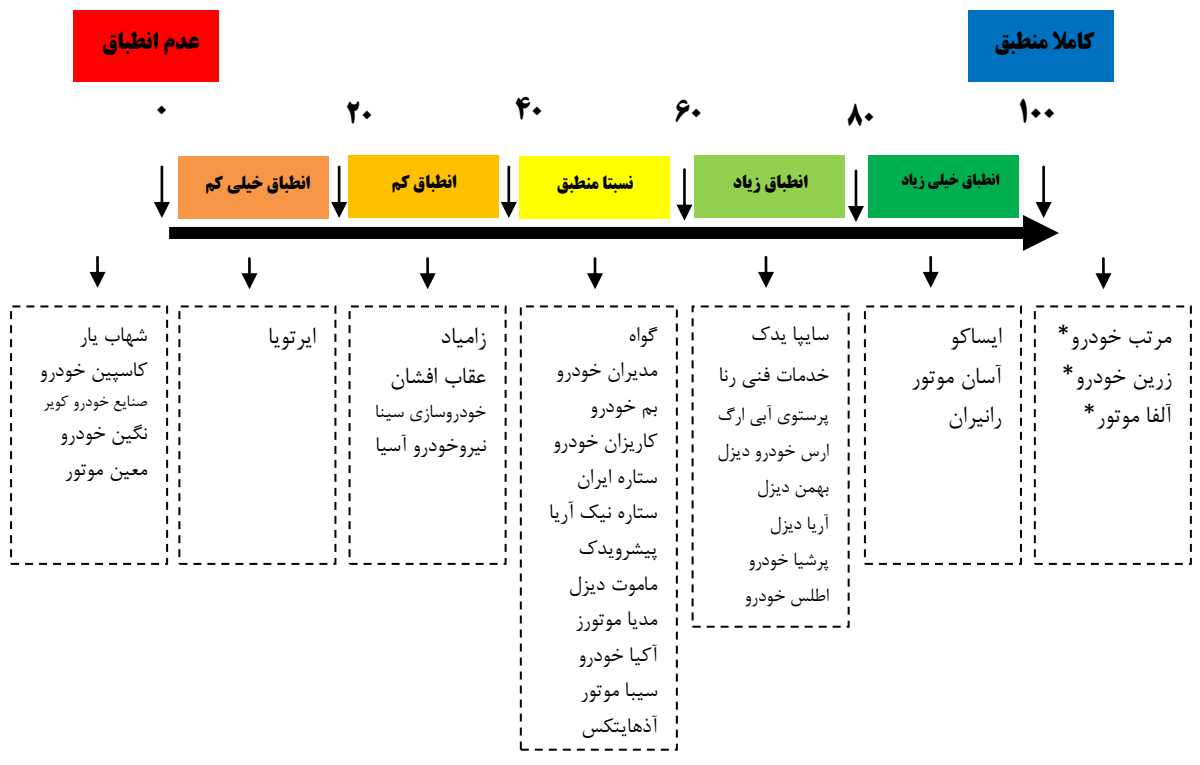 کاملا منطبق
عدم انطباق
۰
۲۰
۴۰
۶۰
۸۰
۱۰۰
انطباق خیلی کم
انطباق کم
نسبتا منطبق
انطباق زیاد
انطباق خیلی زیاد
شهاب یار
کاسپین خودرو
صنایع خودرو کویر
نگین خودرو
معین موتور
ایرتویا
زامیاد
عقاب افشان
خودروسازی سینا
نیروخودرو آسیا
گواه
مدیران خودرو
بم خودرو
کاریزان خودرو
ستاره ایران
ستاره نیک آریا
پیشرویدک
ماموت دیزل
مدیا موتورز
آکیا خودرو
سیبا موتور
آذهایتکس
سایپا یدک
خدمات فنی رنا
پرستوی آبی ارگ
ارس خودرو دیزل
بهمن دیزل
آریا دیزل
پرشیا خودرو
اطلس خودرو
ایساکو
آسان موتور
رانیران
مرتب خودرو*
زرین خودرو*
آلفا موتور*